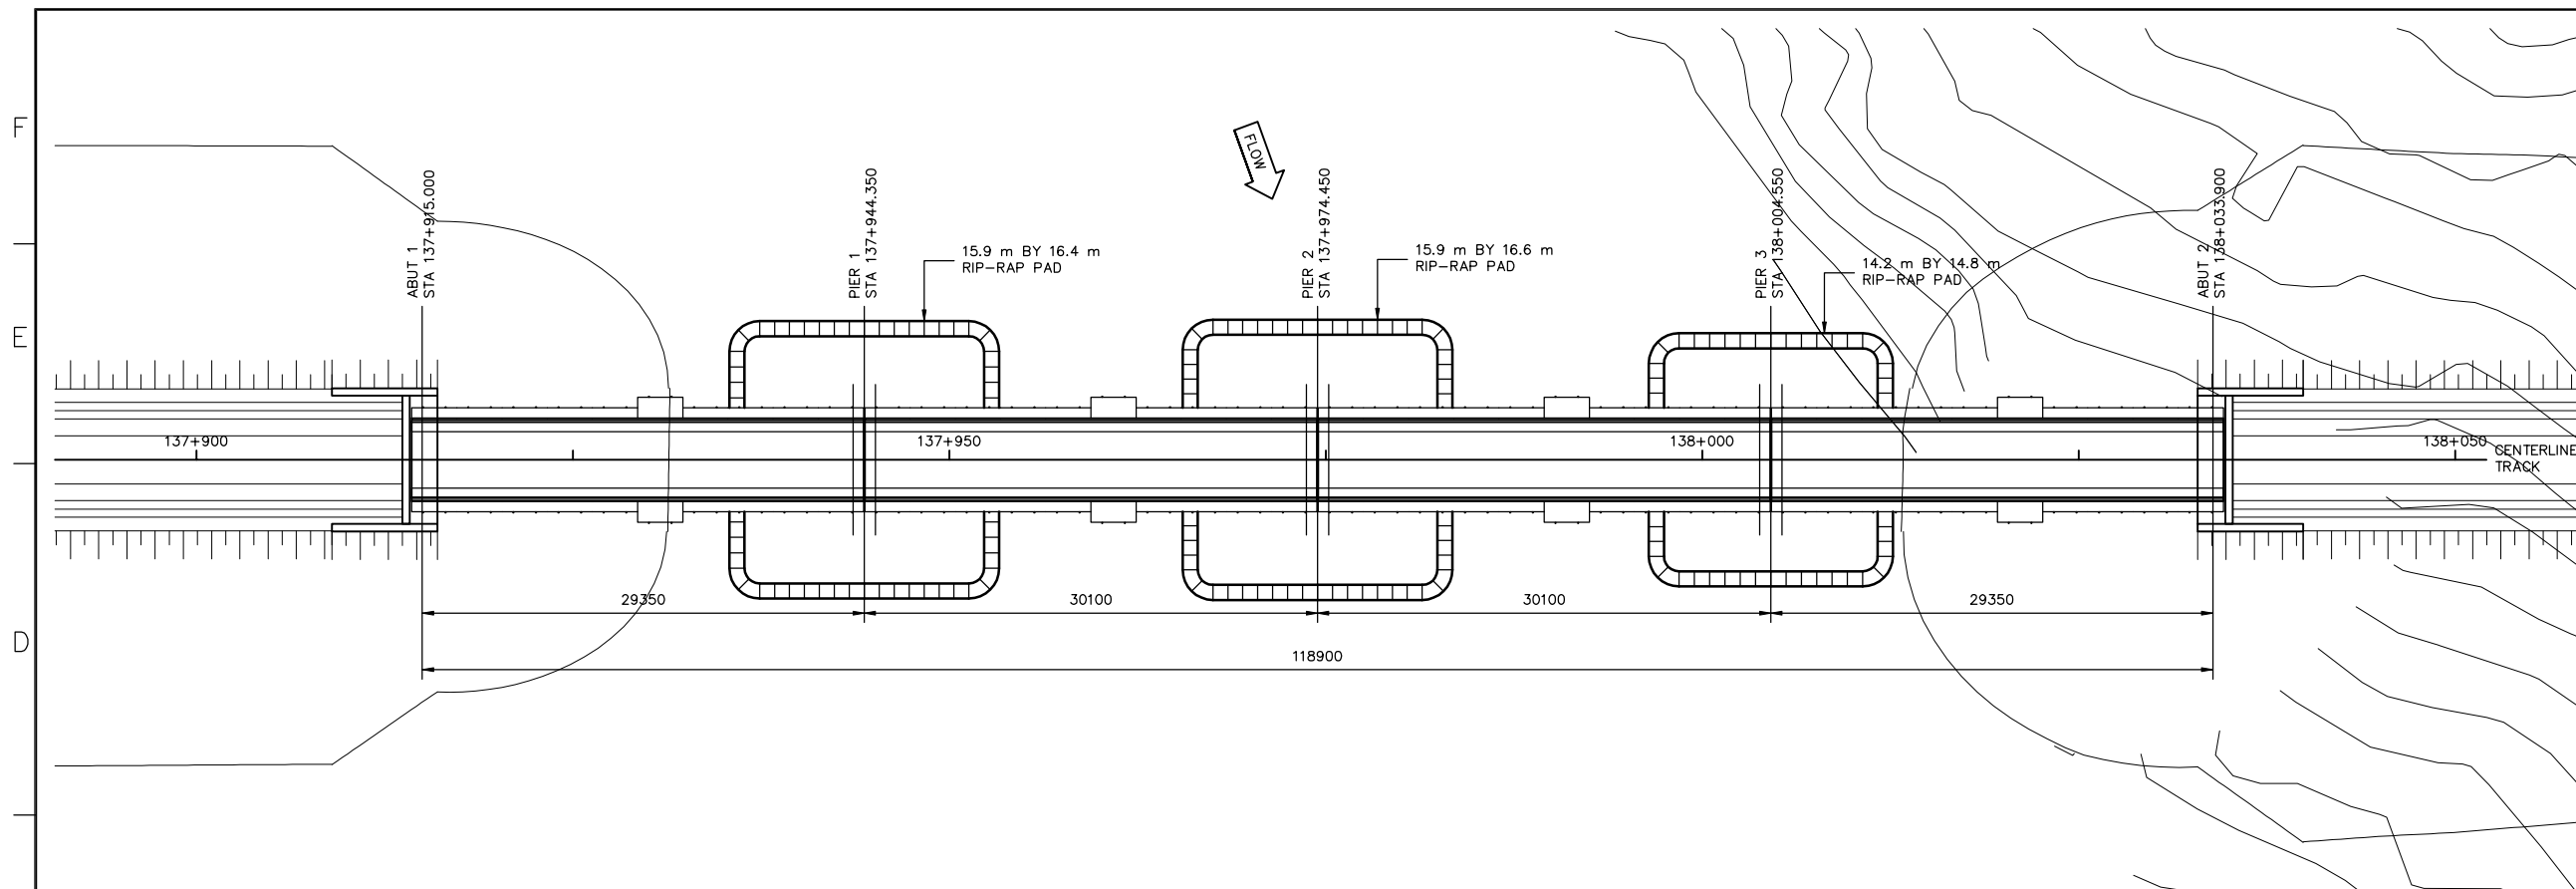 F
E
D
FLOW
ABUT 1
STA 137+915.000
PIER 1
STA 137+944.350
PIER 2
STA 137+974.450
PIER 3
STA 138+004.550
ABUT 2
STA 138+033.900
15.9 m BY 16.4 m
RIP-RAP PAD
15.9 m BY 16.6 m
RIP-RAP PAD
14.2 m BY 14.8 m
RIP-RAP PAD
137+900
137+950
138+000
138+050
CENTERLINE
TRACK
29350
30100
30100
29350
118900